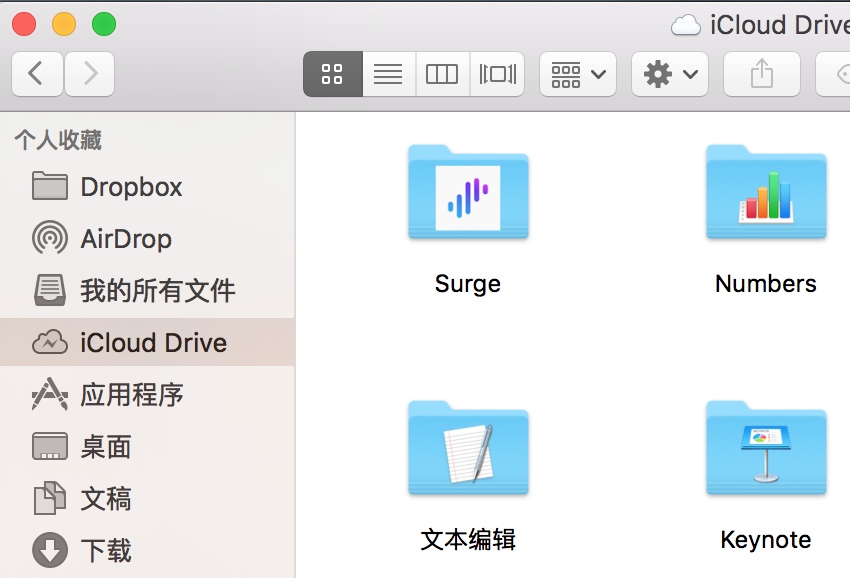 iCloud Drive
个人收藏
Dropbox
AirDrop
我的所有文件
iCloud Drive
应用程序
桌面
文稿
下载
Surge
Numbers
文本编辑
Keynote